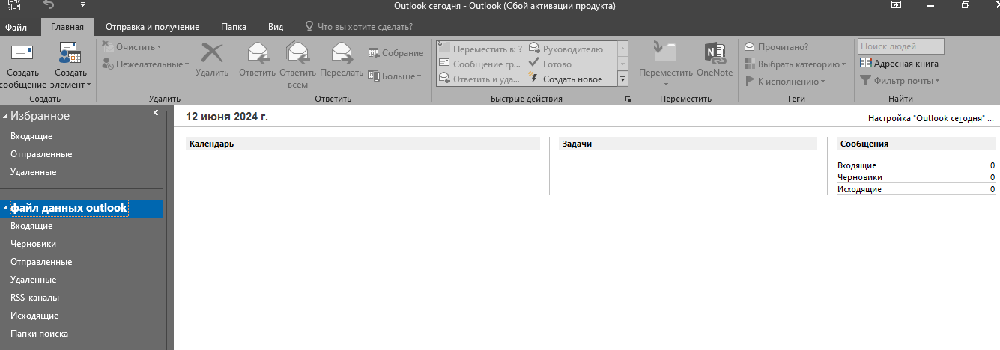 Outlook сегодня - Outlook (Сбой активации продукта)
Файл
Главная
Отправка и получение
Папка
Вид
Что вы хотите сделать?
Создать сообщение
Создать элемент
Создать
Очистить
Нежелательные
Удалить
Удалить
Ответить
Ответить всем
Переслать
Собрание
Больше
Ответить
Переместить в: ?
Сообщение гр...
Ответить и уда...
Руководителю
Готово
Создать новое
Быстрые действия
Переместить
OneNote
Переместить
Прочитано?
Выбрать категорию
К исполнению
Теги
Поиск людей
Адресная книга
Фильтр почты
Найти
Избранное
Входящие
Отправленные
Удаленные
файл данных outlook
Входящие
Черновики
Отправленные
Удаленные
RSS-каналы
Исходящие
Папки поиска
12 июня 2024 г.
Настройка "Outlook сегодня" ...
Календарь
Задачи
Сообщения
Входящие 0
Черновики 0
Исходящие 0